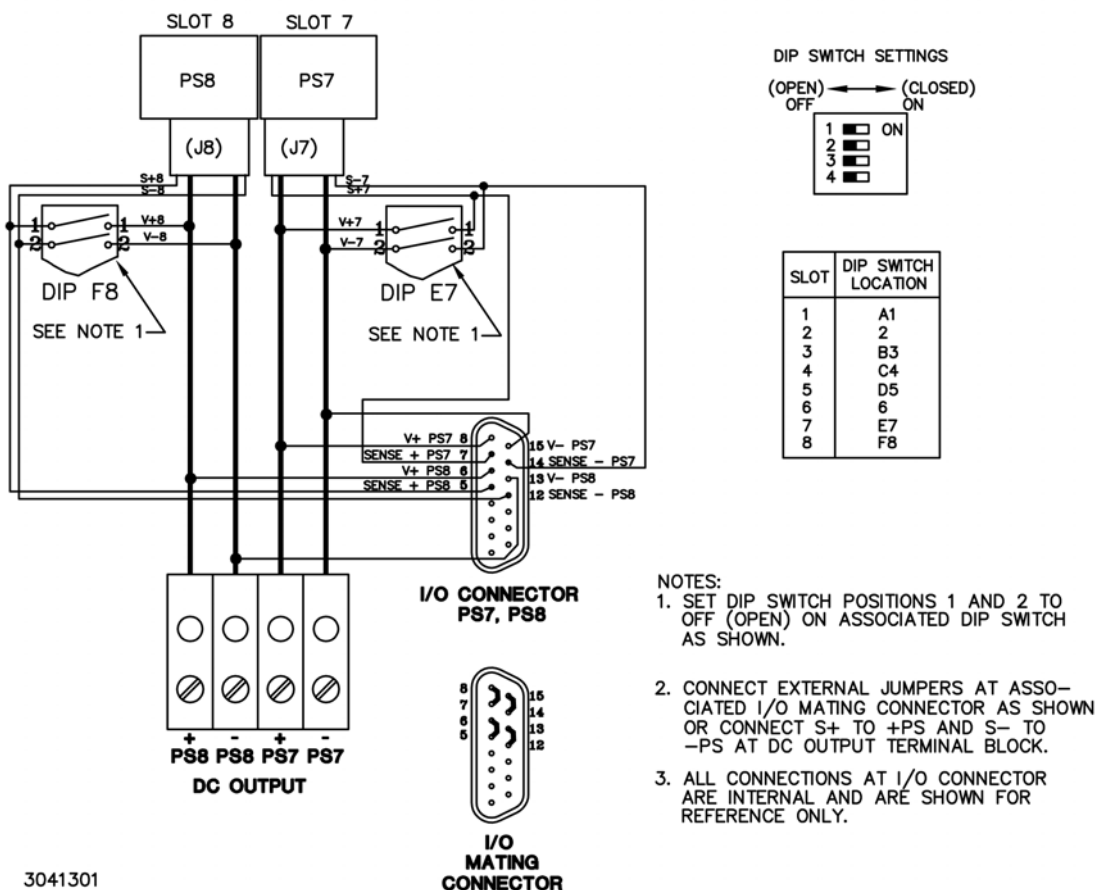 SLOT 8 SLOT 7
PS8 PS7
(J8) (J7)
S+8 S-7
S-8 S+7
1 V+8 1
2 V-8 2
V+7 1 1
V-7 2 2
DIP F8 DIP E7
SEE NOTE 1 SEE NOTE 1
V+ PS7 8
SENSE + PS7 7
V+ PS8 6
SENSE + PS8 5
15 V- PS7
14 SENSE - PS7
13 V- PS8
12 SENSE - PS8
I/O CONNECTOR
PS7, PS8
+ - + -
PS8 PS8 PS7 PS7
DC OUTPUT
8 15
7 14
6 13
5 12
I/O
MATING
CONNECTOR
3041301
DIP SWITCH SETTINGS
(OPEN) (CLOSED)
OFF ON
1 ON
2
3
4
SLOT DIP SWITCH
LOCATION
1 A1
2 2
3 B3
4 C4
5 D5
6 6
7 E7
8 F8
NOTES:
1. SET DIP SWITCH POSITIONS 1 AND 2 TO
OFF (OPEN) ON ASSOCIATED DIP SWITCH
AS SHOWN.
2. CONNECT EXTERNAL JUMPERS AT ASSO-
CIATED I/O MATING CONNECTOR AS SHOWN
OR CONNECT S+ TO +PS AND S- TO
-PS AT DC OUTPUT TERMINAL BLOCK.
3. ALL CONNECTIONS AT I/O CONNECTOR
ARE INTERNAL AND ARE SHOWN FOR
REFERENCE ONLY.